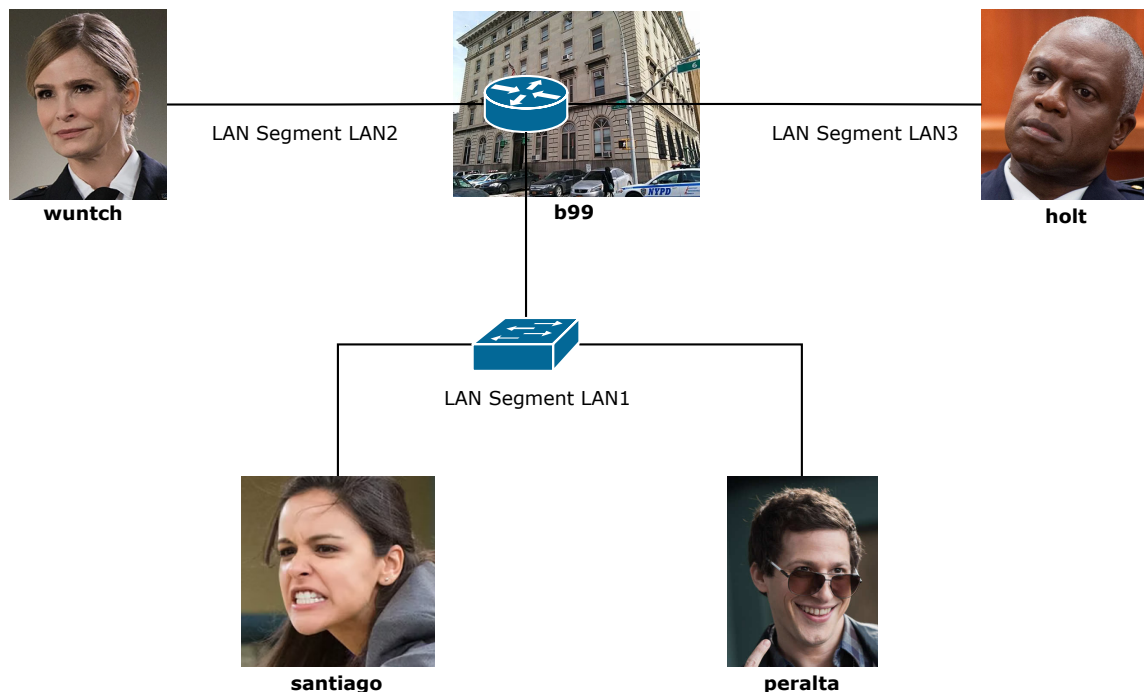 LAN Segment LAN2
LAN Segment LAN3
NYPD
wuntch
b99
holt
LAN Segment LAN1
santiago
peralta